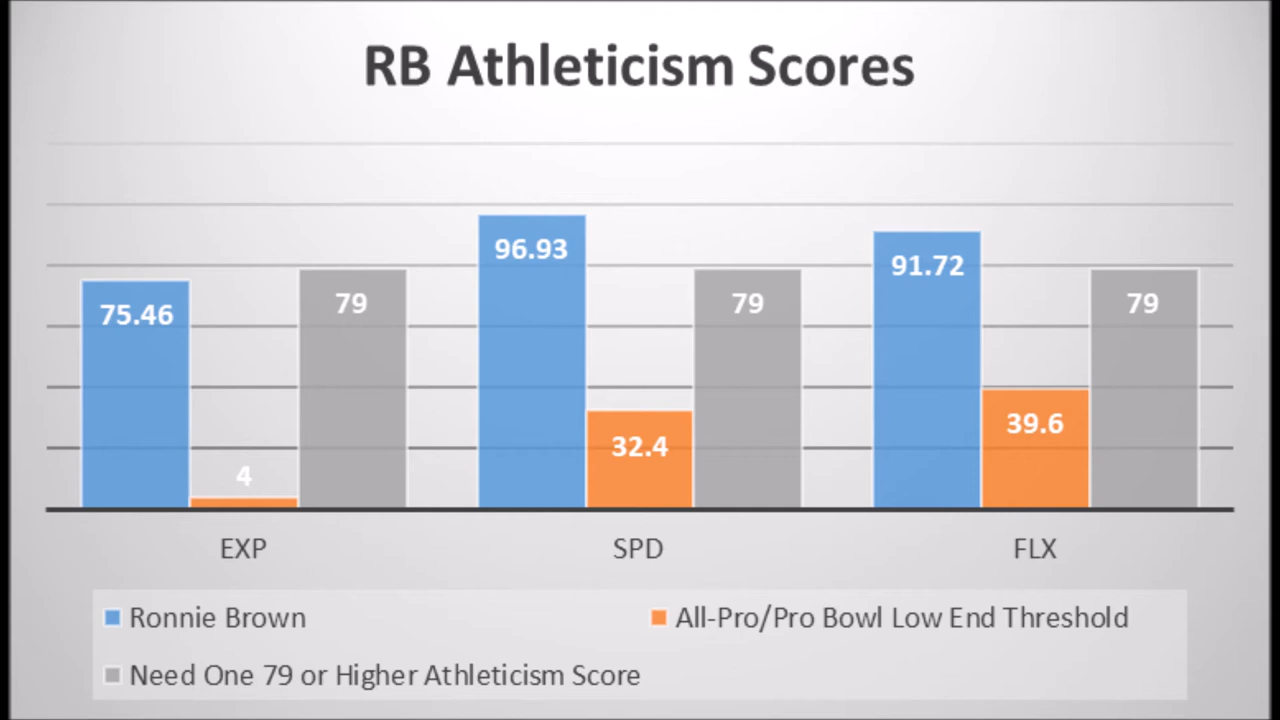 RB Athleticism Scores
96.93
91.72
75.46
79
79
79
39.6
32.4
4
EXP
SPD
FLX
Ronnie Brown
All-Pro/Pro Bowl Low End Threshold
Need One 79 or Higher Athleticism Score